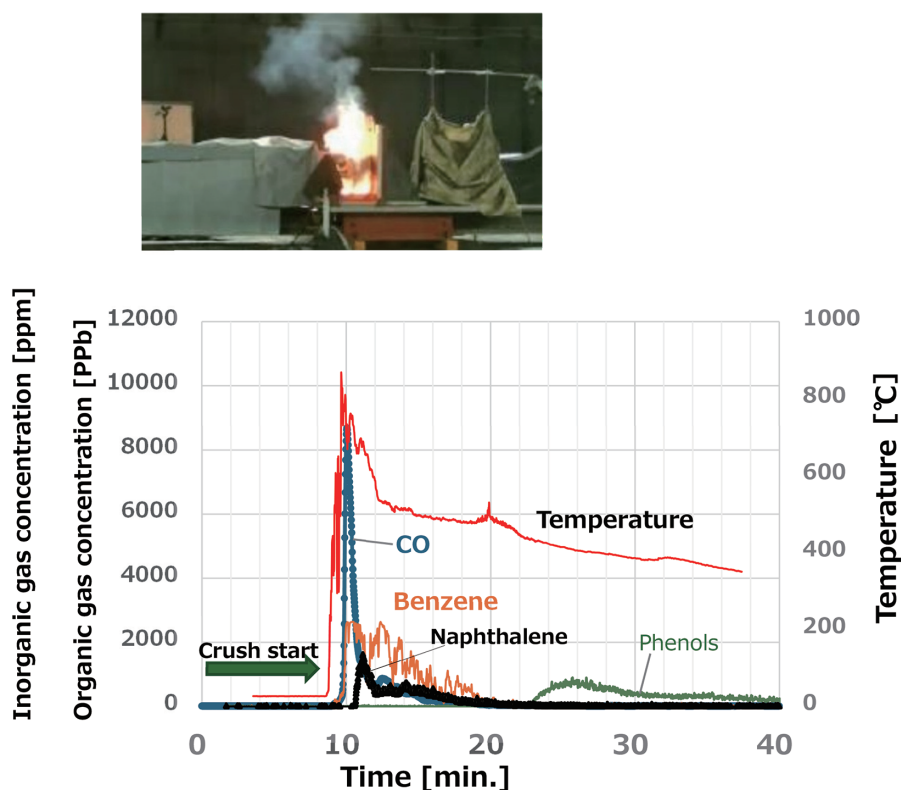 Inorganic gas concentration [ppm]
Organic gas concentration [PPb]
12000
10000
8000
6000
4000
2000
0
1000
800
600
400
200
0
Temperature [℃]
Temperature
CO
Benzene
Naphthalene
Crush start
Phenols
0
10
20
30
40
Time [min.]